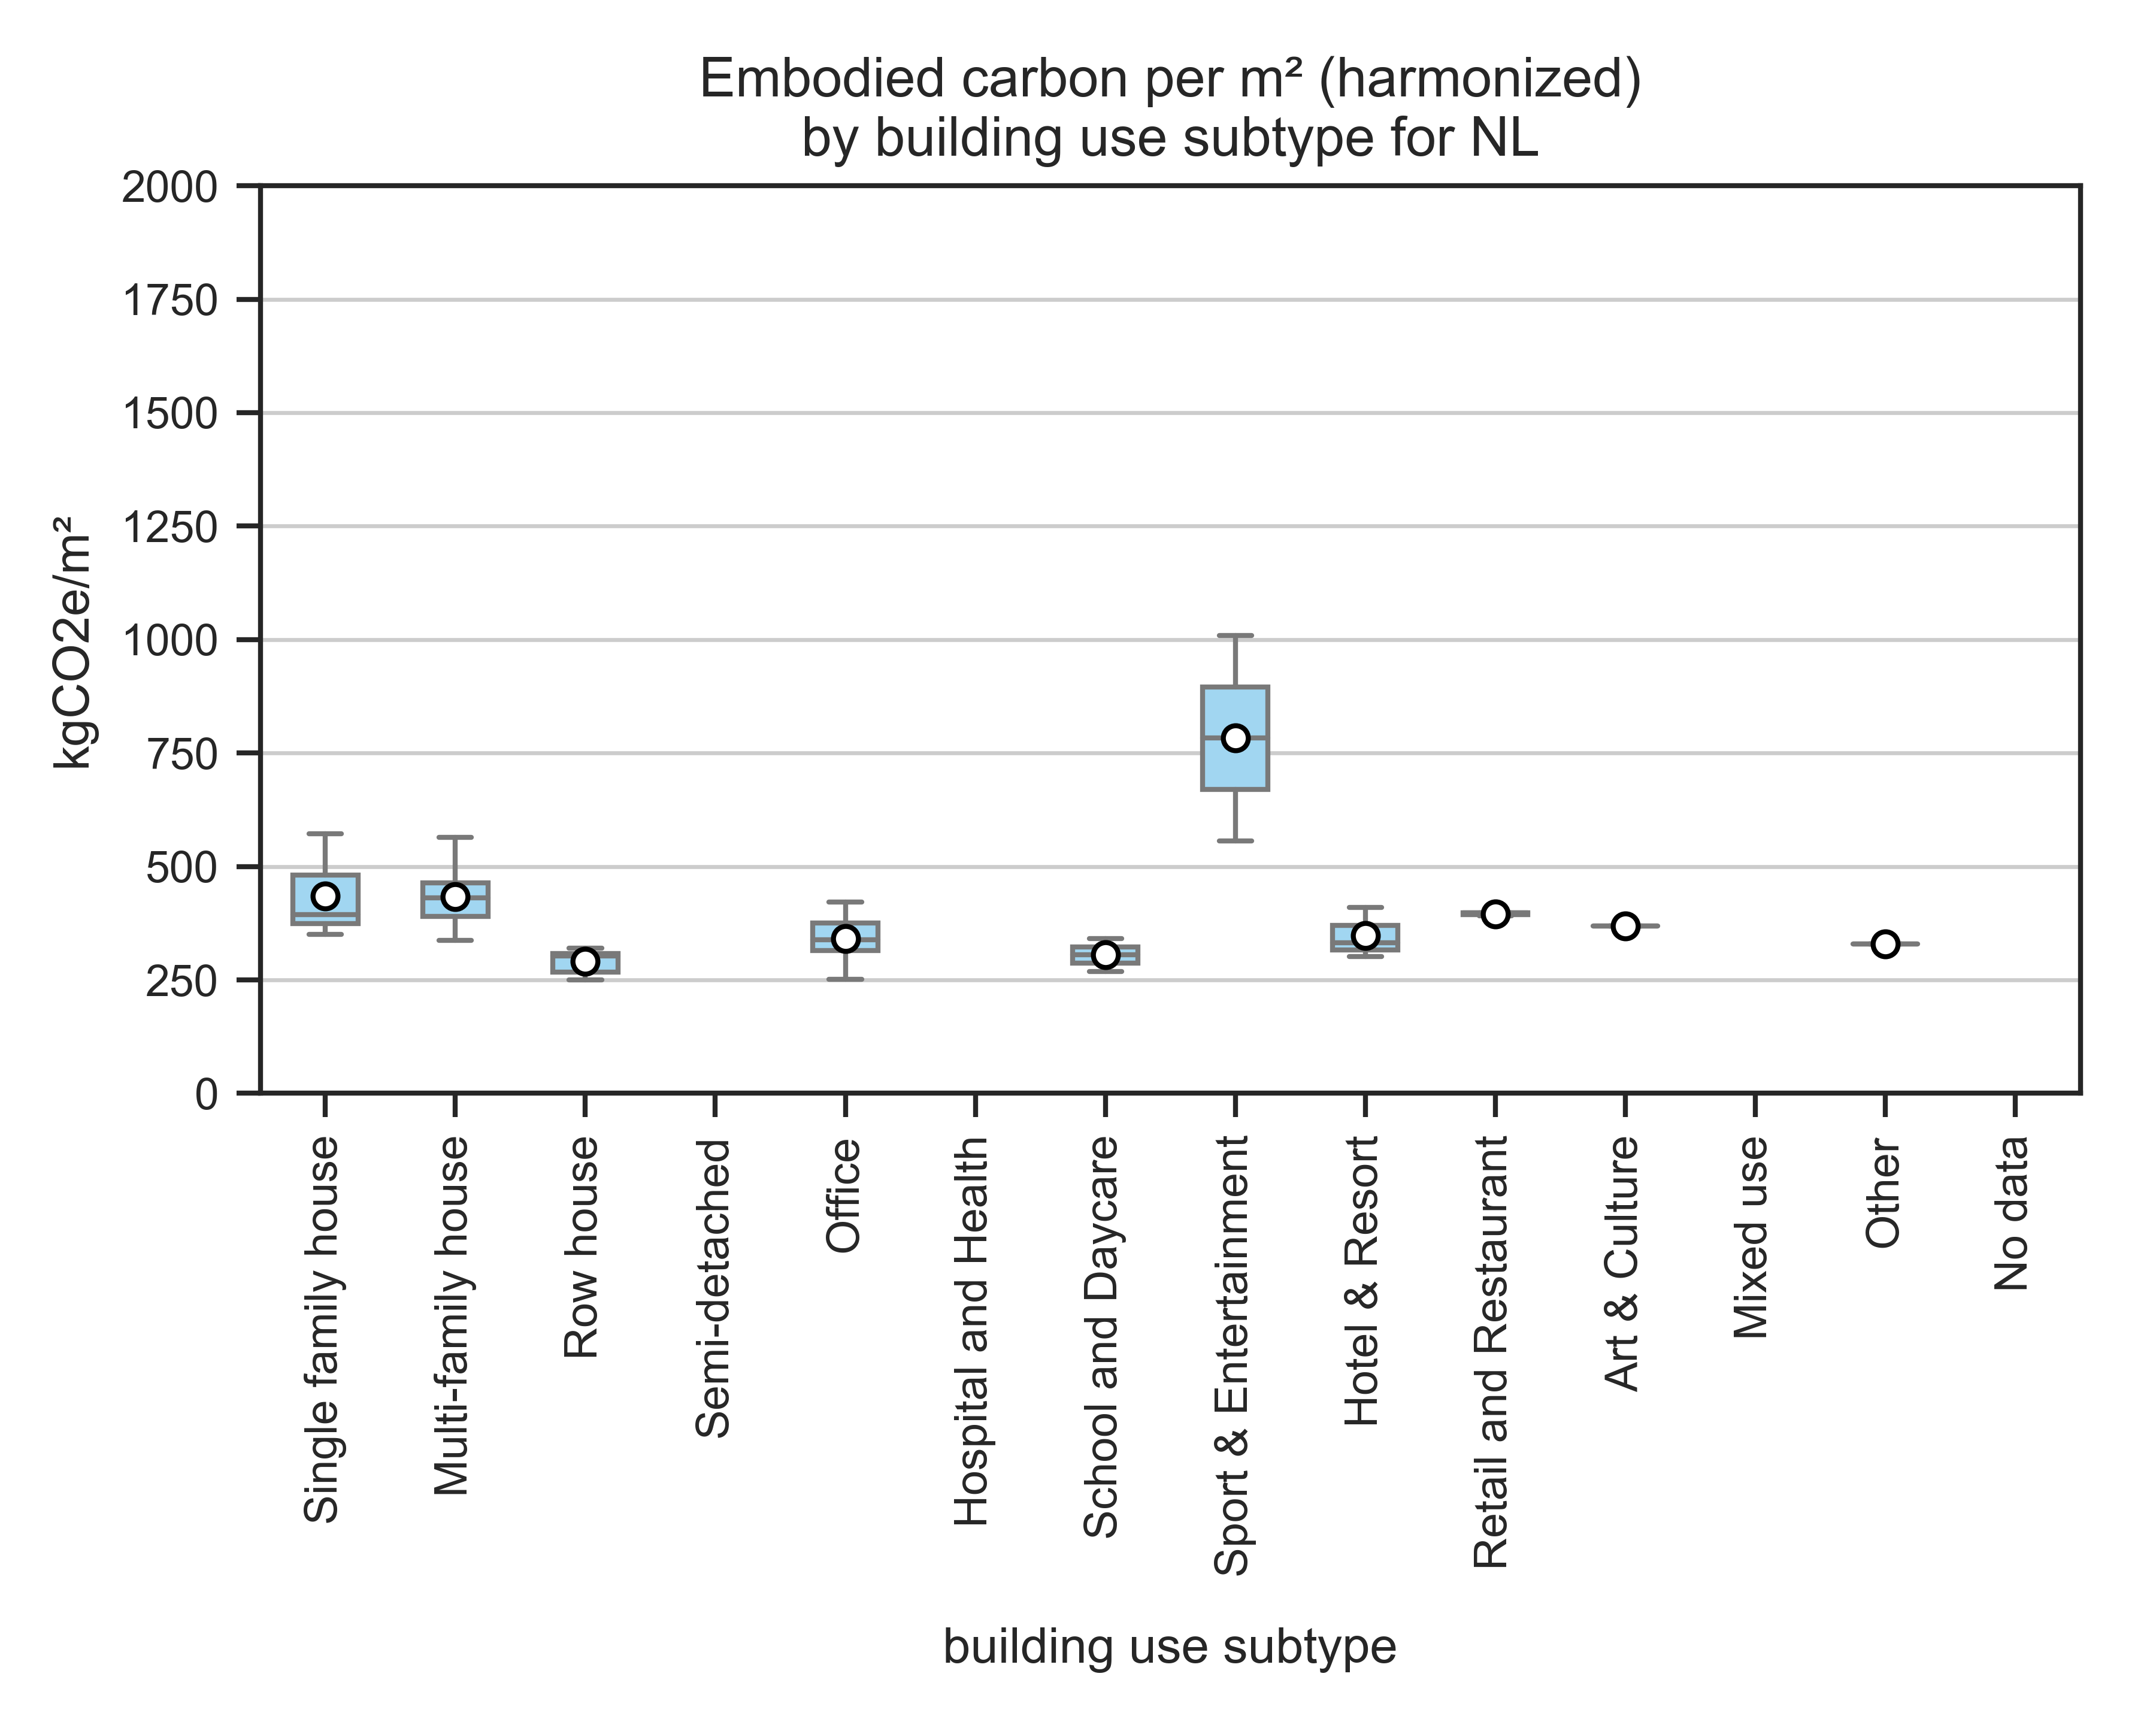 Embodied carbon per m² (harmonized)
by building use subtype for NL
2000
1750
1500
1250
1000
750
500
250
0
kgCO2e/m²
Single family house
Multi-family house
Row house
Semi-detached
Office
Hospital and Health
School and Daycare
Sport & Entertainment
Hotel & Resort
Retail and Restaurant
Art & Culture
Mixed use
Other
No data
building use subtype